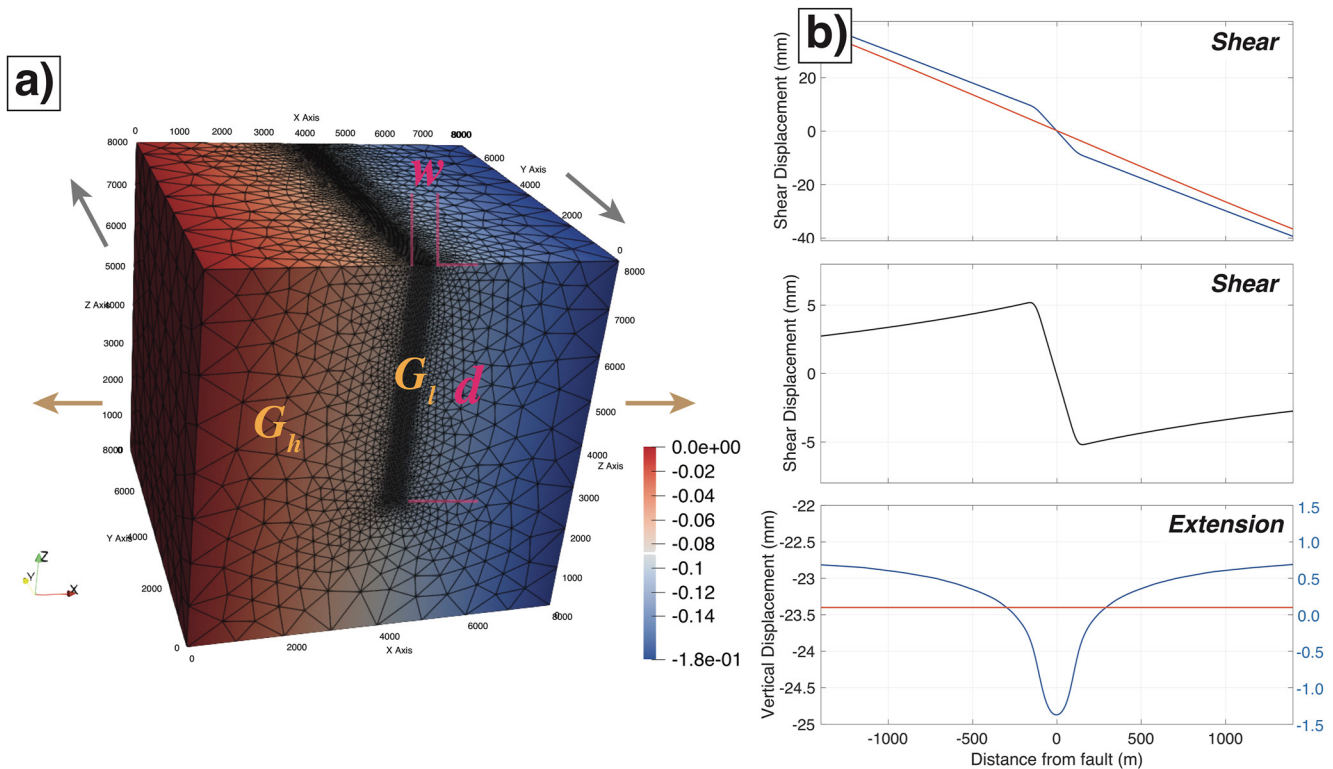 a)
X Axis
0 1000 2000 3000 4000 5000 6000 7000 8000
8000
7000
6000
5000
Z Axis 4000
3000
2000
1000
8000
6000
Y Axis 4000
2000
0
6000
Y Axis
4000
2000
0
w
8000
7000
6000
5000
4000
Z Axis
3000
2000
1000
G_h
G_l
d
0 2000 4000 6000 8000
X Axis
Z
Y
X
0.0e+00
-0.02
-0.04
-0.06
-0.08
-0.1
-0.12
-0.14
-1.8e-01
b)
Shear
Shear Displacement (mm)
20
0
-20
-40
Shear
Shear Displacement (mm)
5
0
-5
Extension
Vertical Displacement (mm)
-22
-22.5
-23
-23.5
-24
-24.5
-25
1.5
1.0
0.5
0.0
-0.5
-1.0
-1.5
-1000 -500 0 500 1000
Distance from fault (m)